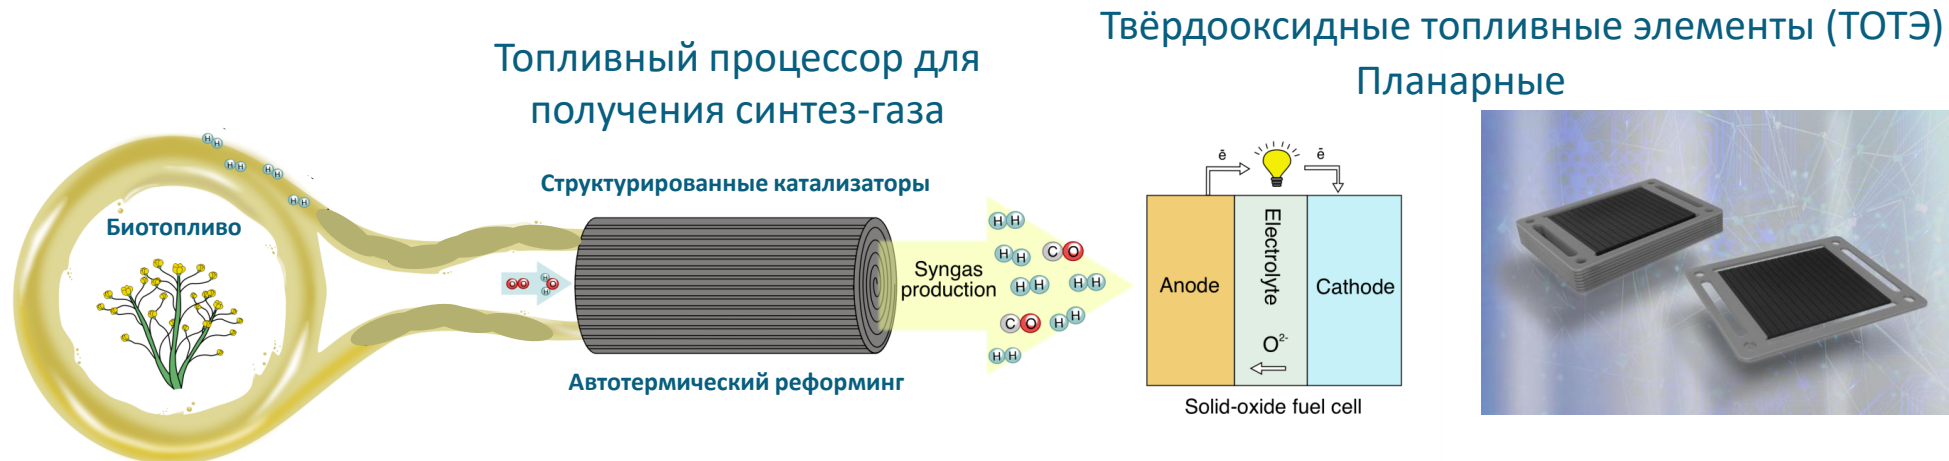 Твёрдооксидные топливные элементы (ТОТЭ)
Планарные
Топливный процессор для
получения синтез-газа
Структурированные катализаторы
Биотопливо
H H
H H
H H
H H
O O
H
O
H
Автотермический реформинг
Syngas
production
H H
H H
C O
H H
H H
C O
H H
H H
ē
ē
Anode
Electrolyte
O²⁻
Cathode
Solid-oxide fuel cell